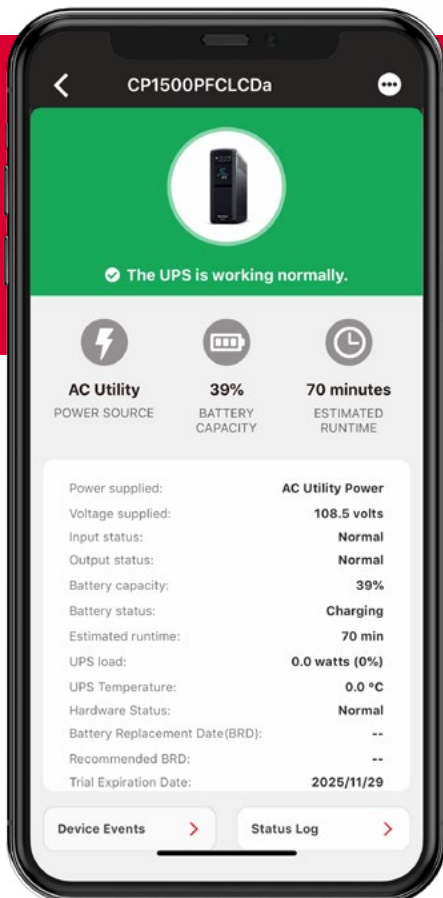 CP1500PFCLCDa
The UPS is working normally.
AC Utility 39% 70 minutes
POWER SOURCE BATTERY CAPACITY ESTIMATED RUNTIME
Power supplied: AC Utility Power
Voltage supplied: 108.5 volts
Input status: Normal
Output status: Normal
Battery capacity: 39%
Battery status: Charging
Estimated runtime: 70 min
UPS load: 0.0 watts (0%)
UPS Temperature: 0.0 °C
Hardware Status: Normal
Battery Replacement Date(BRD): --
Recommended BRD: --
Trial Expiration Date: 2025/11/29
Device Events Status Log